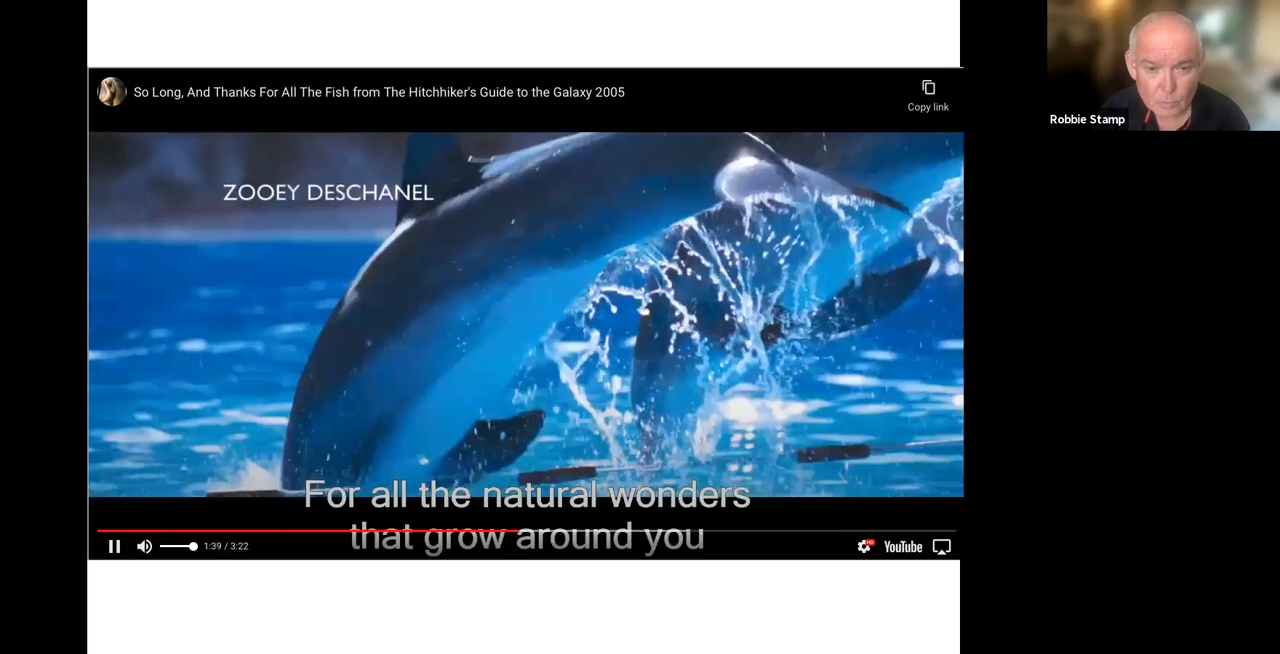 So Long, And Thanks For All The Fish from The Hitchhiker's Guide to the Galaxy 2005
Copy link
Robbie Stamp
ZOOEY DESCHANEL
For all the natural wonders
that grow around you
1:39 / 3:22
HD
YouTube